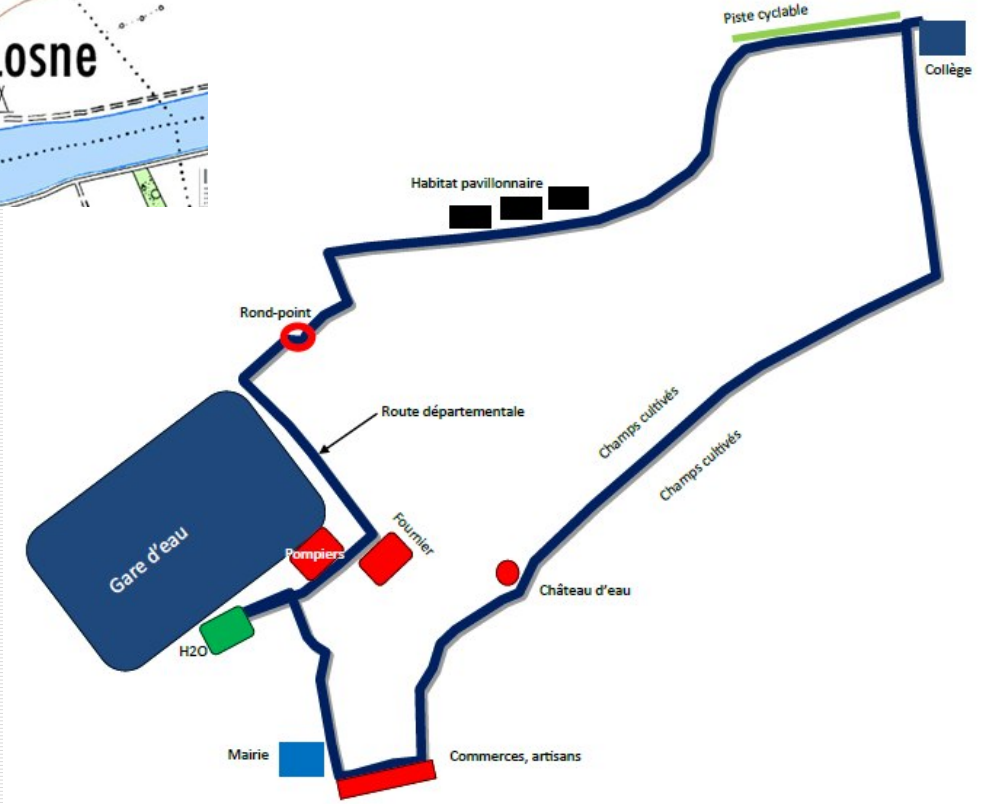 Losne
Piste cyclable
Collège
Habitat pavillonnaire
Rond-point
Route départementale
Champs cultivés
Champs cultivés
Gare d'eau
Pompiers
Fournier
Château d'eau
H2O
Mairie
Commerces, artisans